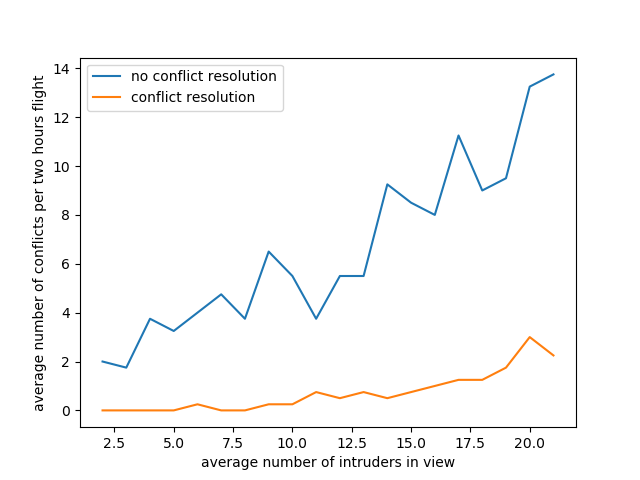 no conflict resolution
conflict resolution
average number of conflicts per two hours flight
14
12
10
8
6
4
2
0
2.5 5.0 7.5 10.0 12.5 15.0 17.5 20.0
average number of intruders in view